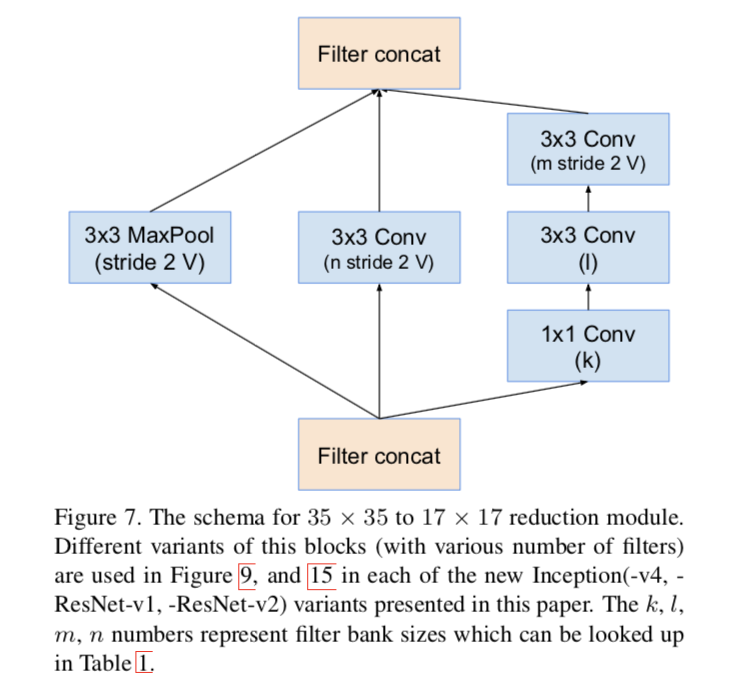 Filter concat
3x3 Conv
(m stride 2 V)
3x3 MaxPool
(stride 2 V)
3x3 Conv
(n stride 2 V)
3x3 Conv
(l)
1x1 Conv
(k)
Filter concat
Figure 7. The schema for 35 × 35 to 17 × 17 reduction module.
Different variants of this blocks (with various number of filters)
are used in Figure 9, and 15 in each of the new Inception(-v4, -
ResNet-v1, -ResNet-v2) variants presented in this paper. The k, l,
m, n numbers represent filter bank sizes which can be looked up
in Table 1.